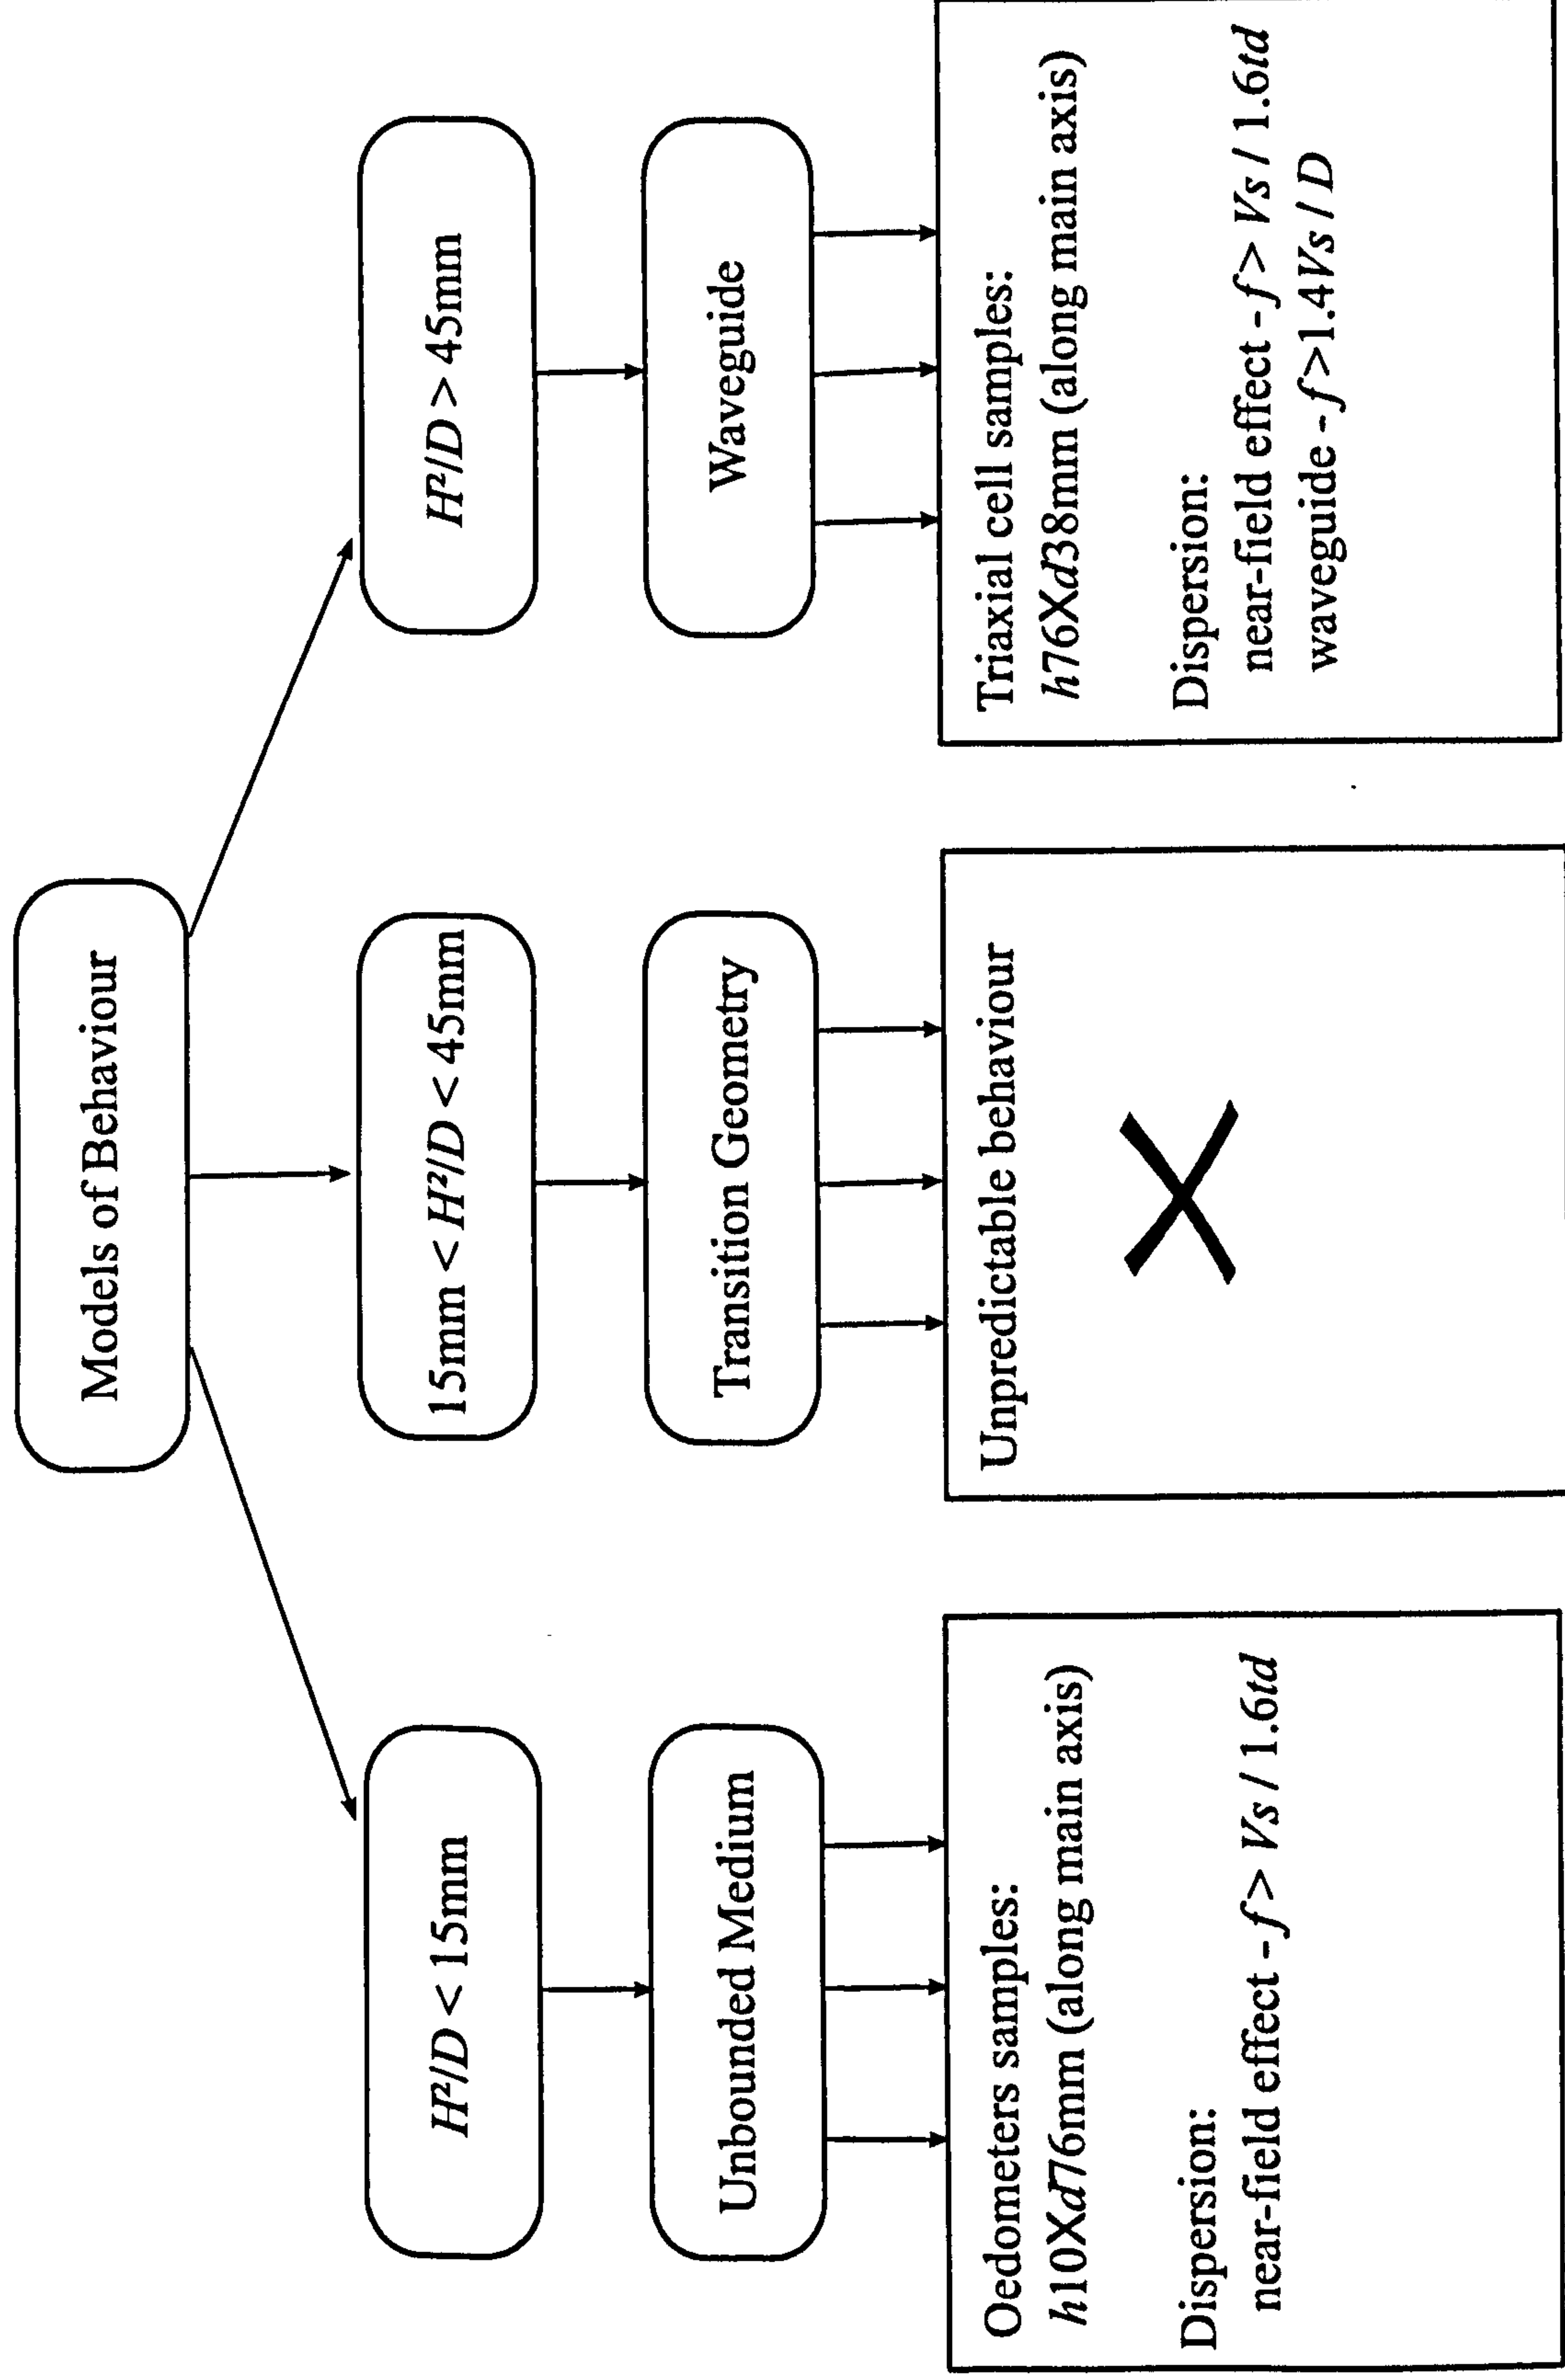 Models of Behaviour
H²/D < 15mm
Unbounded Medium
Oedometers samples:
h10Xd76mm (along main axis)
Dispersion:
near-field effect - f > Vs / 1.6td
15mm < H²/D < 45mm
Transition Geometry
Unpredictable behaviour
H²/D > 45mm
Waveguide
Triaxial cell samples:
h76Xd38mm (along main axis)
Dispersion:
near-field effect - f > Vs / 1.6td
waveguide - f >1.4Vs / D